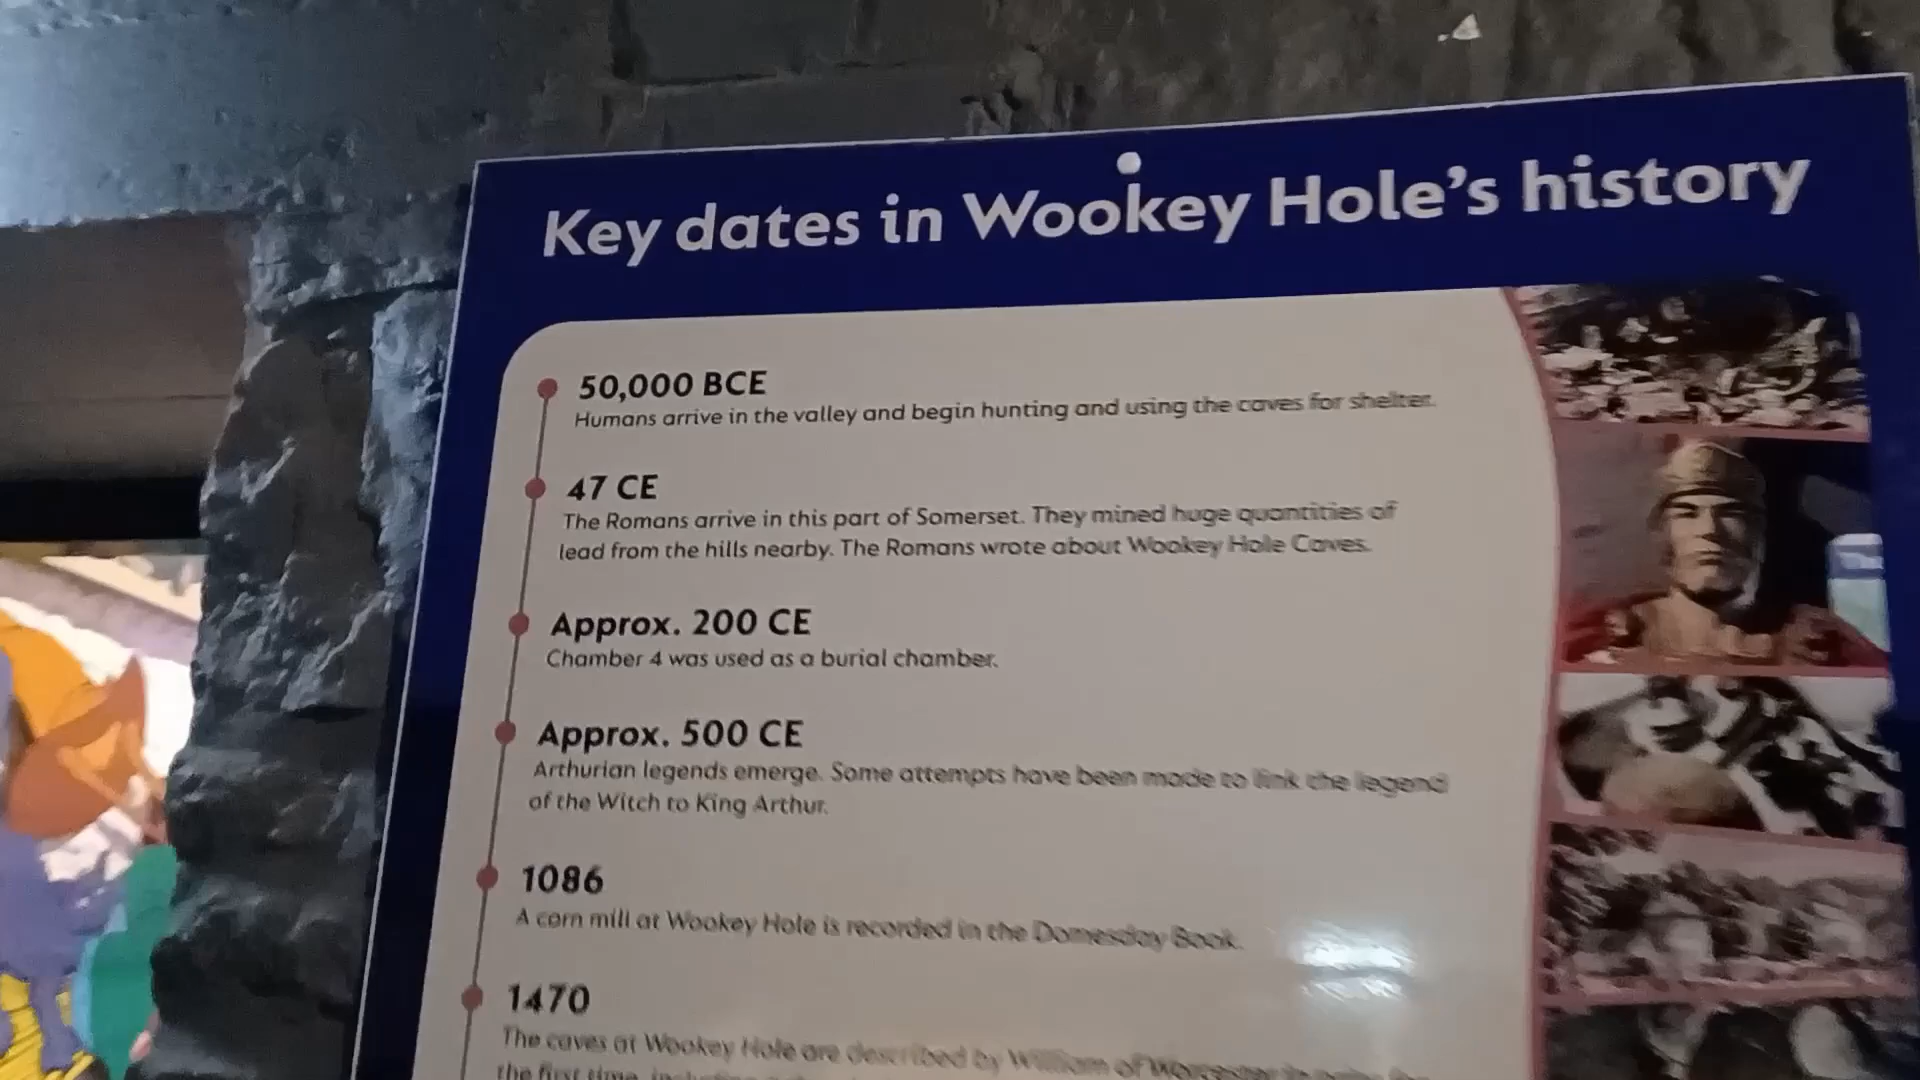 Key dates in Wookey Hole's history
50,000 BCE
Humans arrive in the valley and begin hunting and using the caves for shelter.
47 CE
The Romans arrive in this part of Somerset. They mined huge quantities of
lead from the hills nearby. The Romans wrote about Wookey Hole Caves.
Approx. 200 CE
Chamber 4 was used as a burial chamber.
Approx. 500 CE
Arthurian legends emerge. Some attempts have been made to link the legend
of the Witch to King Arthur.
1086
A corn mill at Wookey Hole is recorded in the Domesday Book.
1470
The caves at Wookey Hole are described by William of Worcester
the first time, including